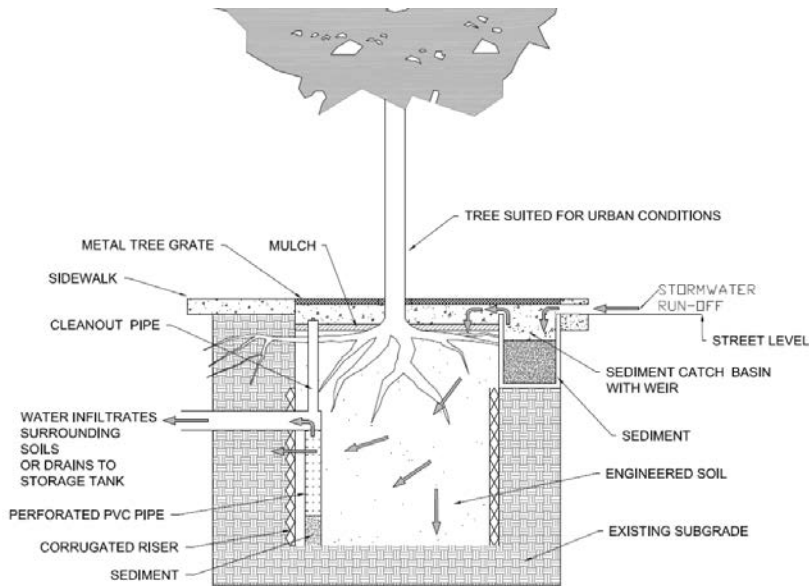 TREE SUITED FOR URBAN CONDITIONS
METAL TREE GRATE
MULCH
SIDEWALK
STORMWATER
RUN-OFF
CLEANOUT PIPE
STREET LEVEL
SEDIMENT CATCH BASIN
WITH WEIR
WATER INFILTRATES
SURROUNDING
SOILS
OR DRAINS TO
STORAGE TANK
SEDIMENT
ENGINEERED SOIL
PERFORATED PVC PIPE
EXISTING SUBGRADE
CORRUGATED RISER
SEDIMENT